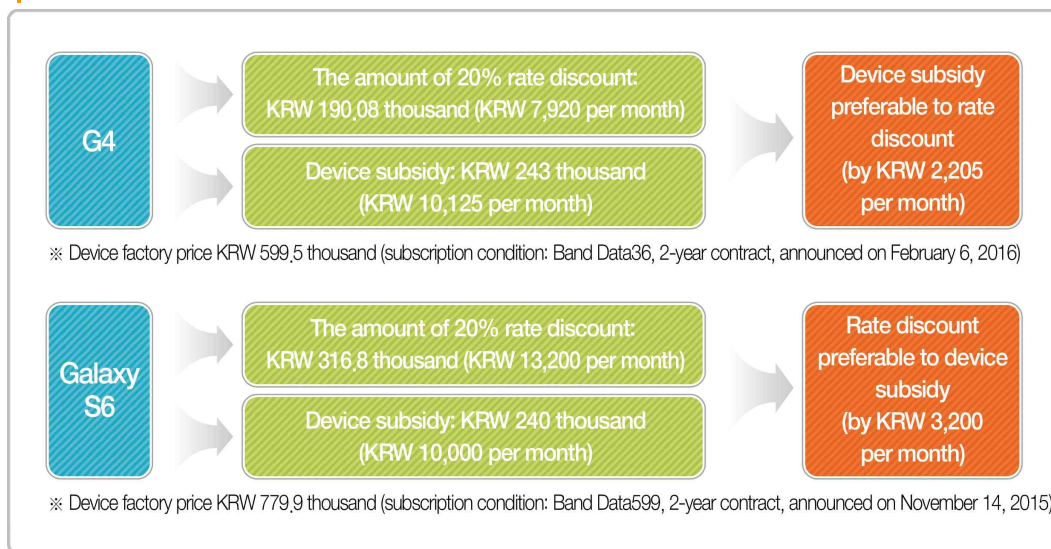 G4
The amount of 20% rate discount:
KRW 190.08 thousand (KRW 7,920 per month)
Device subsidy: KRW 243 thousand
(KRW 10,125 per month)
Device subsidy
preferable to rate
discount
(by KRW 2,205
per month)
※ Device factory price KRW 599.5 thousand (subscription condition: Band Data36, 2-year contract, announced on February 6, 2016)
Galaxy
S6
The amount of 20% rate discount:
KRW 316.8 thousand (KRW 13,200 per month)
Device subsidy: KRW 240 thousand
(KRW 10,000 per month)
Rate discount
preferable to device
subsidy
(by KRW 3,200
per month)
※ Device factory price KRW 779.9 thousand (subscription condition: Band Data599, 2-year contract, announced on November 14, 2015)